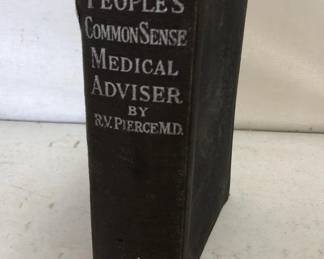 PEOPLE'S
COMMON SENSE
MEDICAL
ADVISER
BY
R.V. PIERCE M.D.